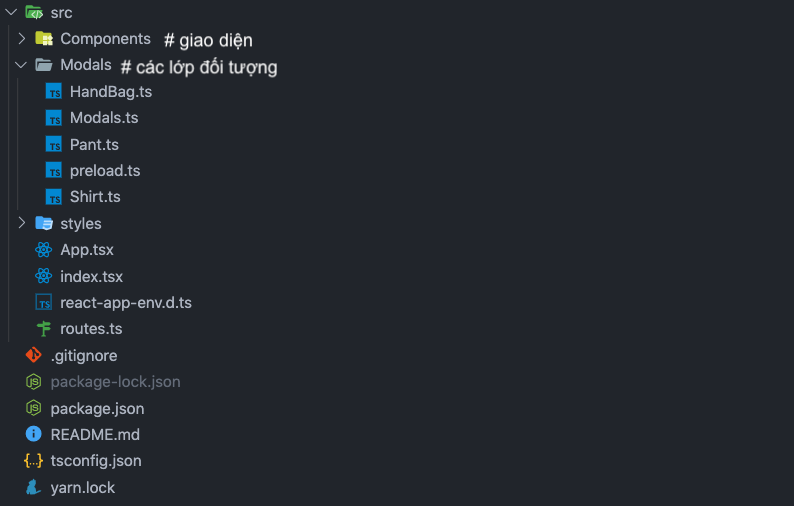 src
Components # giao diện
Modals # các lớp đối tượng
TS HandBag.ts
TS Modals.ts
TS Pant.ts
TS preload.ts
TS Shirt.ts
styles
App.tsx
index.tsx
TS react-app-env.d.ts
routes.ts
.gitignore
JS package-lock.json
JS package.json
i README.md
{..} tsconfig.json
yarn.lock